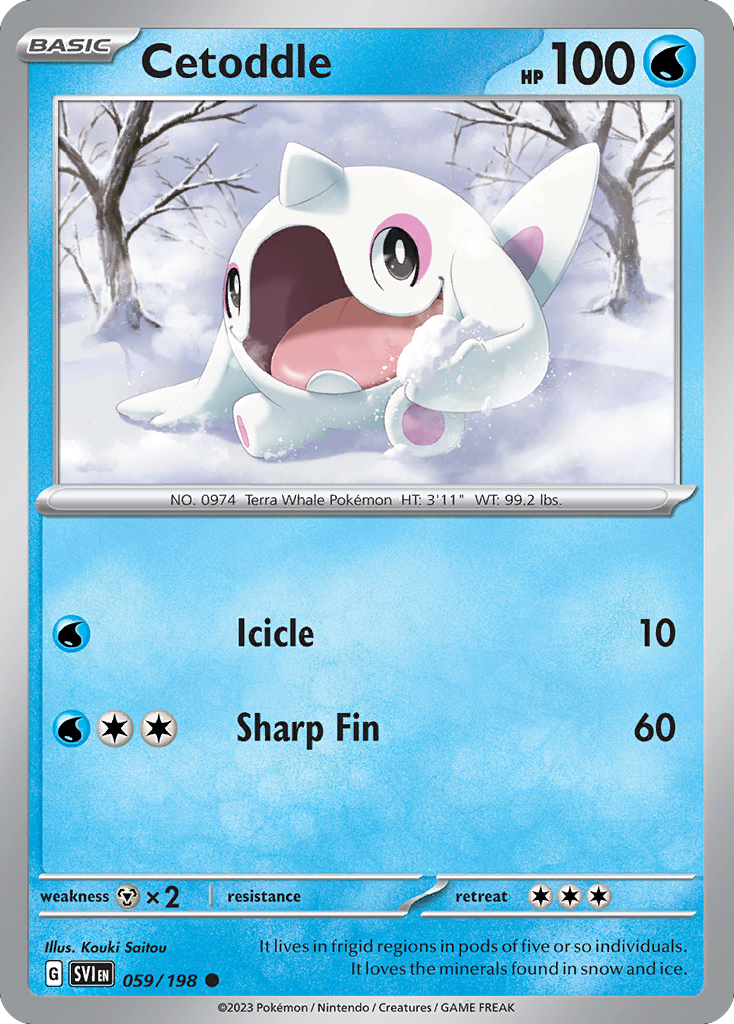 BASIC
Cetoddle
HP 100
NO. 0974 Terra Whale Pokémon HT: 3'11" WT: 99.2 lbs.
Icicle 10
Sharp Fin 60
weakness ×2 resistance retreat
Illus. Kouki Saitou
It lives in frigid regions in pods of five or so individuals.
It loves the minerals found in snow and ice.
G SVI EN 059/198
©2023 Pokémon / Nintendo / Creatures / GAME FREAK